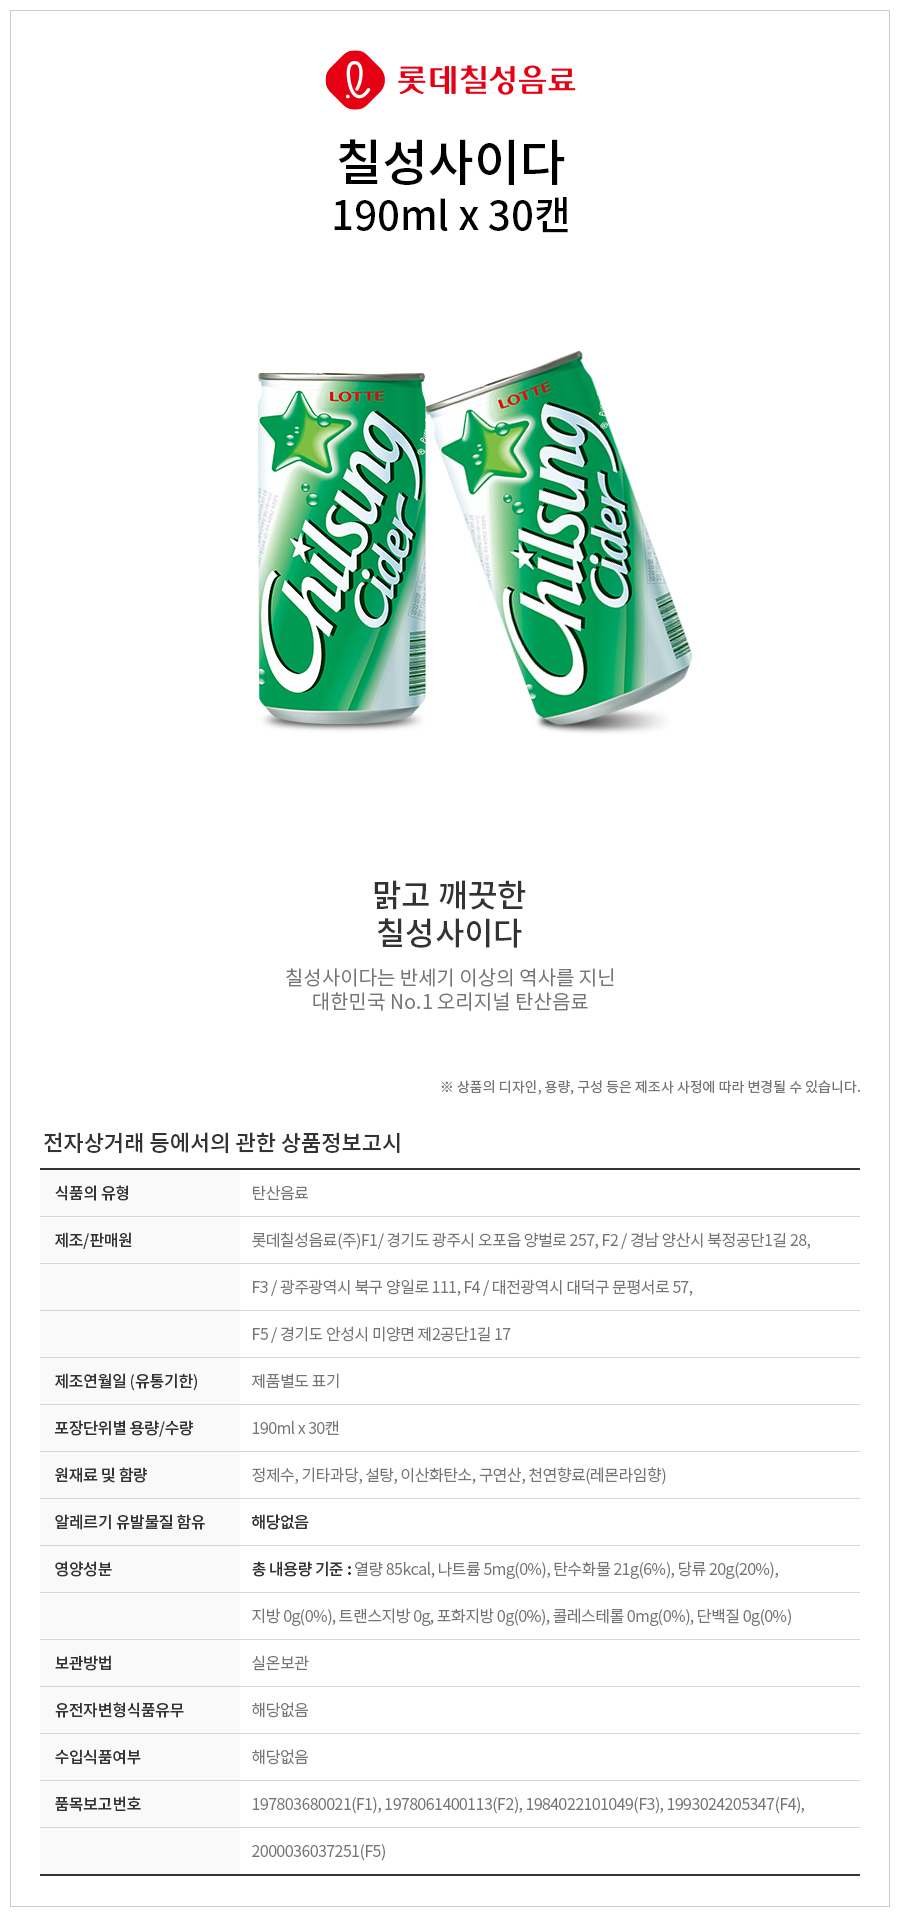 롯데칠성음료
칠성사이다
190ml x 30캔
LOTTE
Chilsung
Cider
LOTTE
Chilsung
Cider
맑고 깨끗한
칠성사이다
칠성사이다는 반세기 이상의 역사를 지닌
대한민국 No.1 오리지널 탄산음료
※ 상품의 디자인, 용량, 구성 등은 제조사 사정에 따라 변경될 수 있습니다.
전자상거래 등에서의 관한 상품정보고시
식품의 유형 탄산음료
제조/판매원 롯데칠성음료(주)F1/ 경기도 광주시 오포읍 양벌로 257, F2 / 경남 양산시 북정공단1길 28,
F3 / 광주광역시 북구 양일로 111, F4 / 대전광역시 대덕구 문평서로 57,
F5 / 경기도 안성시 미양면 제2공단1길 17
제조연월일 (유통기한) 제품별도 표기
포장단위별 용량/수량 190ml x 30캔
원재료 및 함량 정제수, 기타과당, 설탕, 이산화탄소, 구연산, 천연향료(레몬라임향)
알레르기 유발물질 함유 해당없음
영양성분 총 내용량 기준 : 열량 85kcal, 나트륨 5mg(0%), 탄수화물 21g(6%), 당류 20g(20%),
지방 0g(0%), 트랜스지방 0g, 포화지방 0g(0%), 콜레스테롤 0mg(0%), 단백질 0g(0%)
보관방법 실온보관
유전자변형식품유무 해당없음
수입식품여부 해당없음
품목보고번호 197803680021(F1), 1978061400113(F2), 1984022101049(F3), 1993024205347(F4),
2000036037251(F5)